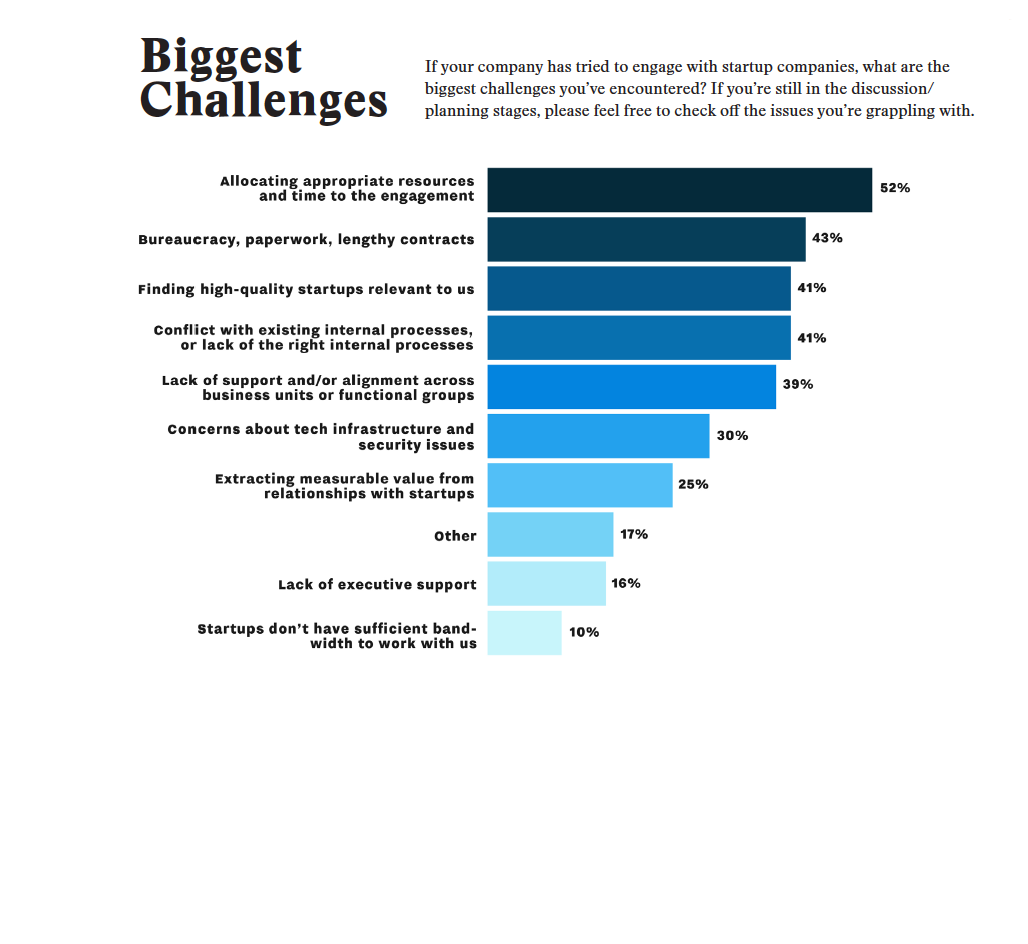 Biggest
Challenges
If your company has tried to engage with startup companies, what are the
biggest challenges you’ve encountered? If you’re still in the discussion/
planning stages, please feel free to check off the issues you’re grappling with.
Allocating appropriate resources
and time to the engagement
52%
Bureaucracy, paperwork, lengthy contracts
43%
Finding high-quality startups relevant to us
41%
Conflict with existing internal processes,
or lack of the right internal processes
41%
Lack of support and/or alignment across
business units or functional groups
39%
Concerns about tech infrastructure and
security issues
30%
Extracting measurable value from
relationships with startups
25%
Other
17%
Lack of executive support
16%
Startups don’t have sufficient band-
width to work with us
10%